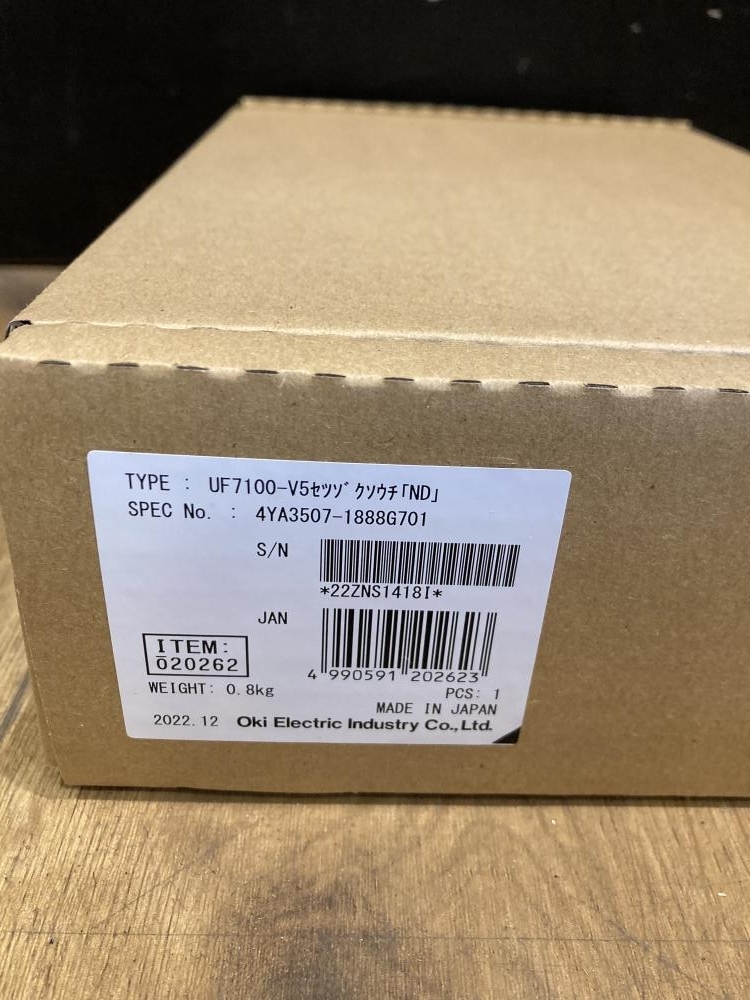 TYPE : UF7100-V5ｾﾂｿﾞｸｿｳﾁ｢ND｣
SPEC No. : 4YA3507-1888G701
S/N
*22ZNS1418I*
JAN
4 990591 202623
ITEM:
020262
WEIGHT: 0.8kg
PCS: 1
MADE IN JAPAN
2022.12 Oki Electric Industry Co.,Ltd.